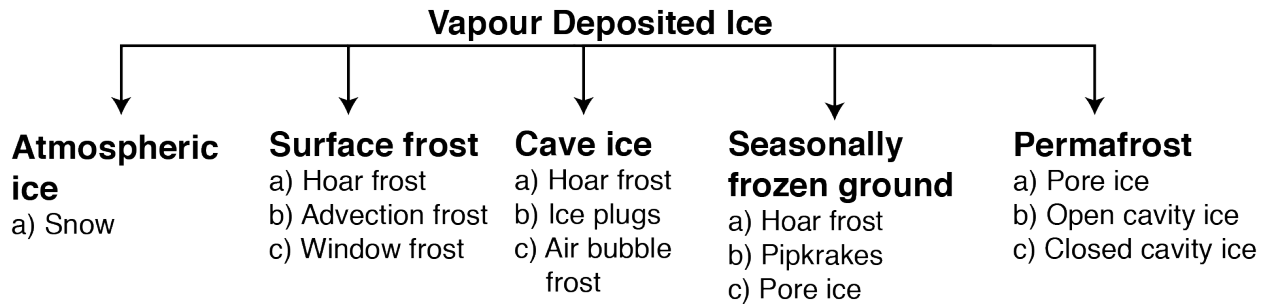 Vapour Deposited Ice
Atmospheric
ice
a) Snow
Surface frost
a) Hoar frost
b) Advection frost
c) Window frost
Cave ice
a) Hoar frost
b) Ice plugs
c) Air bubble
frost
Seasonally
frozen ground
a) Hoar frost
b) Pipkrakes
c) Pore ice
Permafrost
a) Pore ice
b) Open cavity ice
c) Closed cavity ice